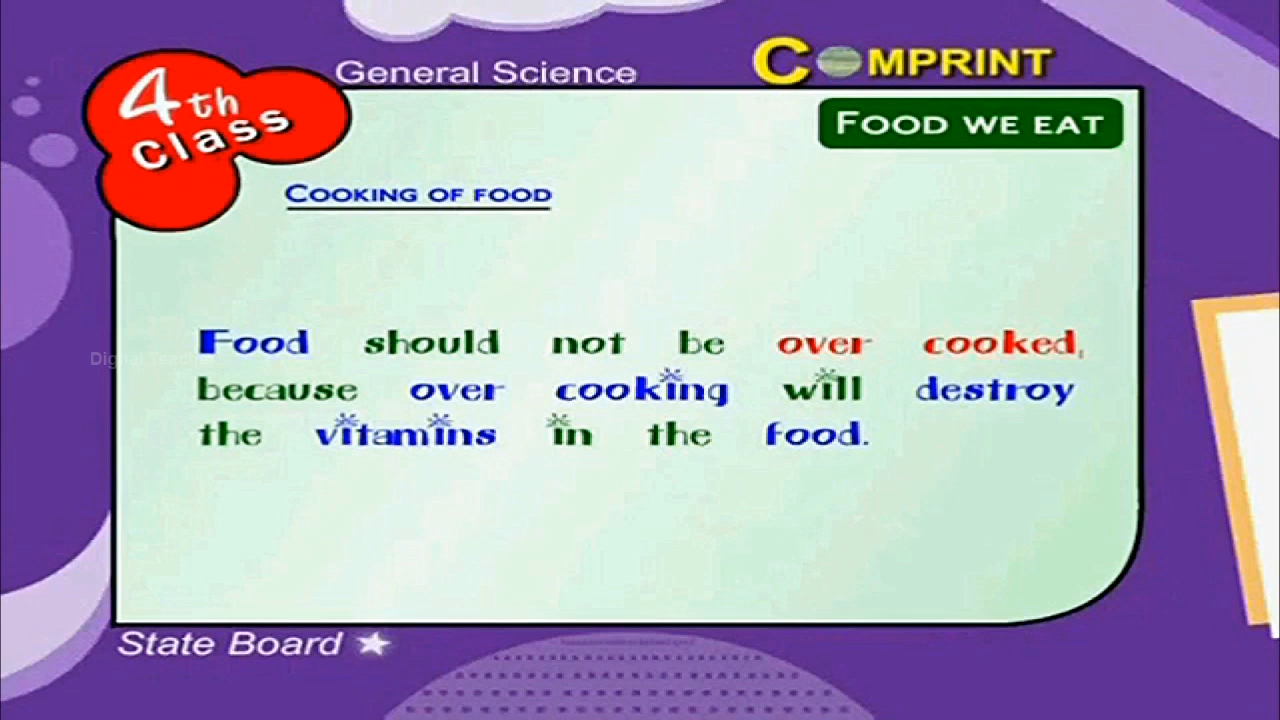 General Science
COMPRINT
4th
Class
FOOD WE EAT
COOKING OF FOOD
Food should not be over cooked,
because over cooking will destroy
the vitamins in the food.
State Board